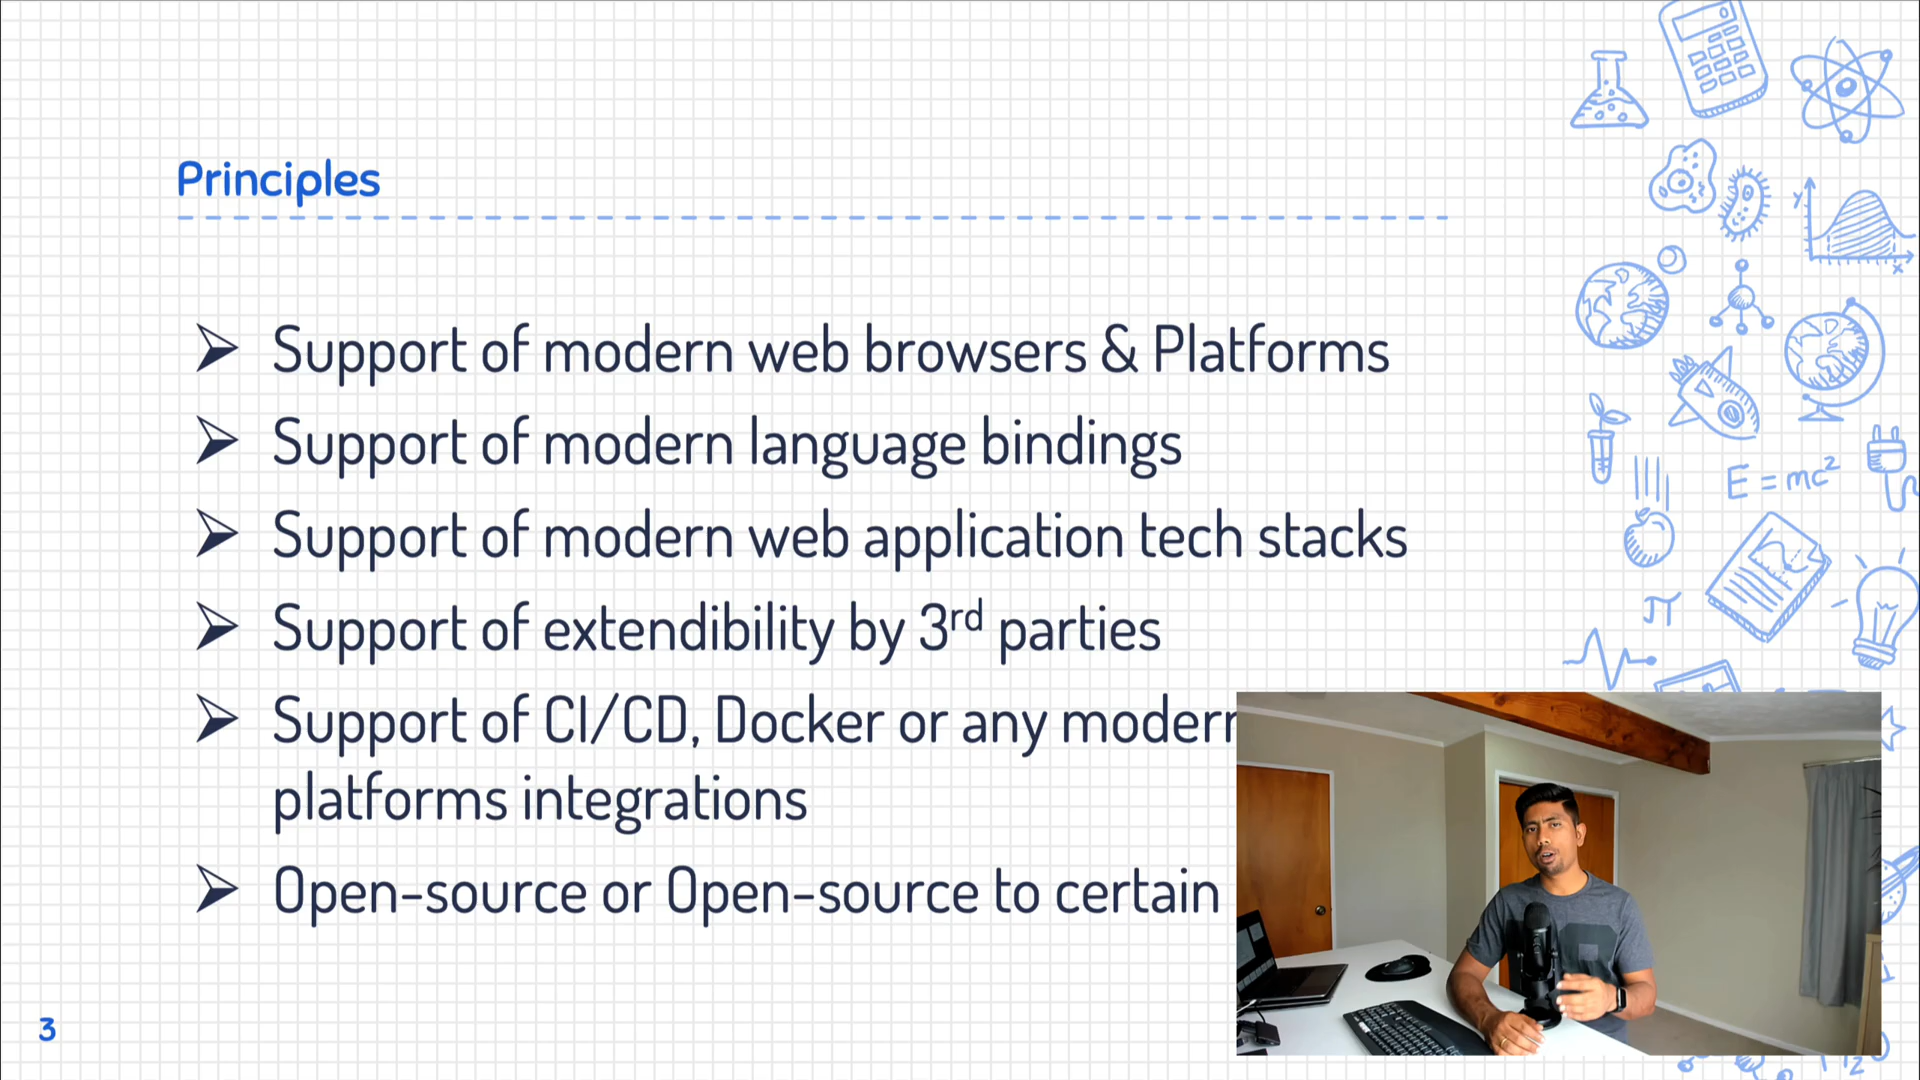 Principles
Support of modern web browsers & Platforms
Support of modern language bindings
Support of modern web application tech stacks
Support of extendibility by 3rd parties
Support of CI/CD, Docker or any
platforms integrations
Open-source or Open-source to certain
3
E = mc²
π
y
x